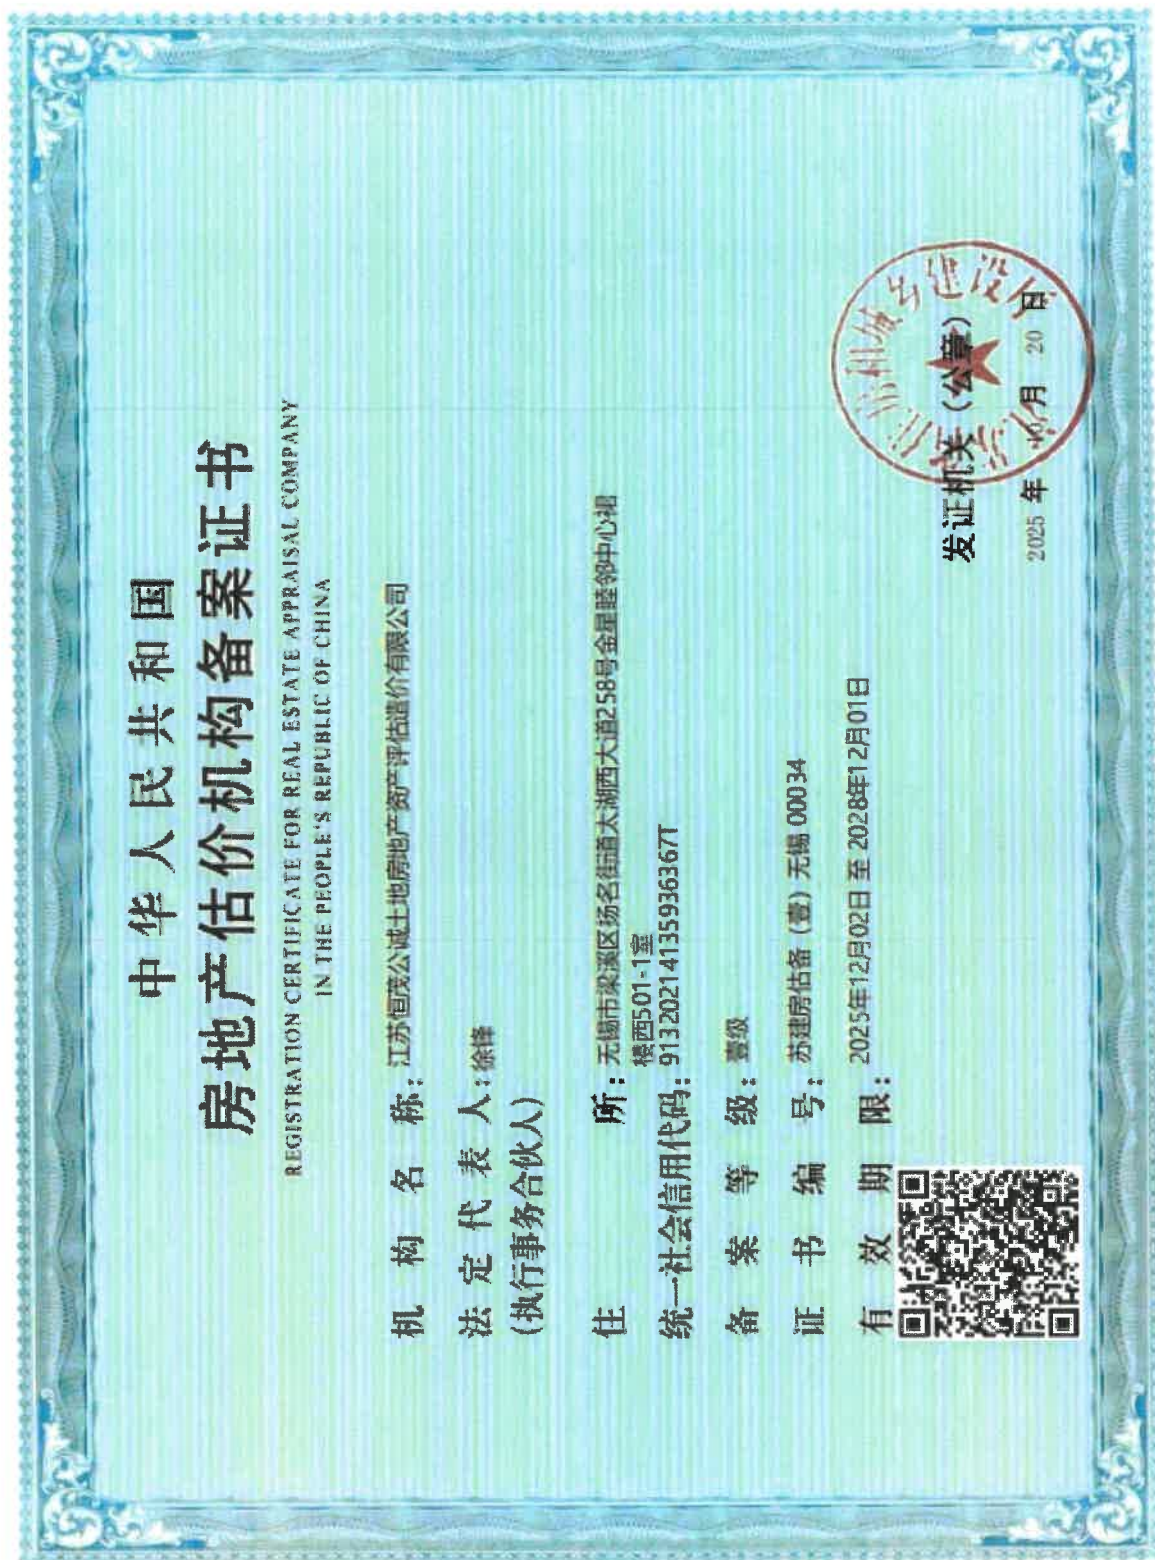 中华人民共和国
房地产估价机构备案证书
REGISTRATION CERTIFICATE FOR REAL ESTATE APPRAISAL COMPANY
IN THE PEOPLE'S REPUBLIC OF CHINA
机构名称：江苏恒茂公诚土地房地产资产评估造价有限公司
法定代表人：徐锋
（执行事务合伙人）
住所：无锡市梁溪区扬名街道太湖西大道258号金星睦邻中心裙
楼西501-1室
统一社会信用代码：91320214135936367T
备案等级：壹级
证书编号：苏建房估备（壹）无锡 00034
有效期限：2025年12月02日 至 2028年12月01日
发证机关（公章）
2025 年 10 月 20 日